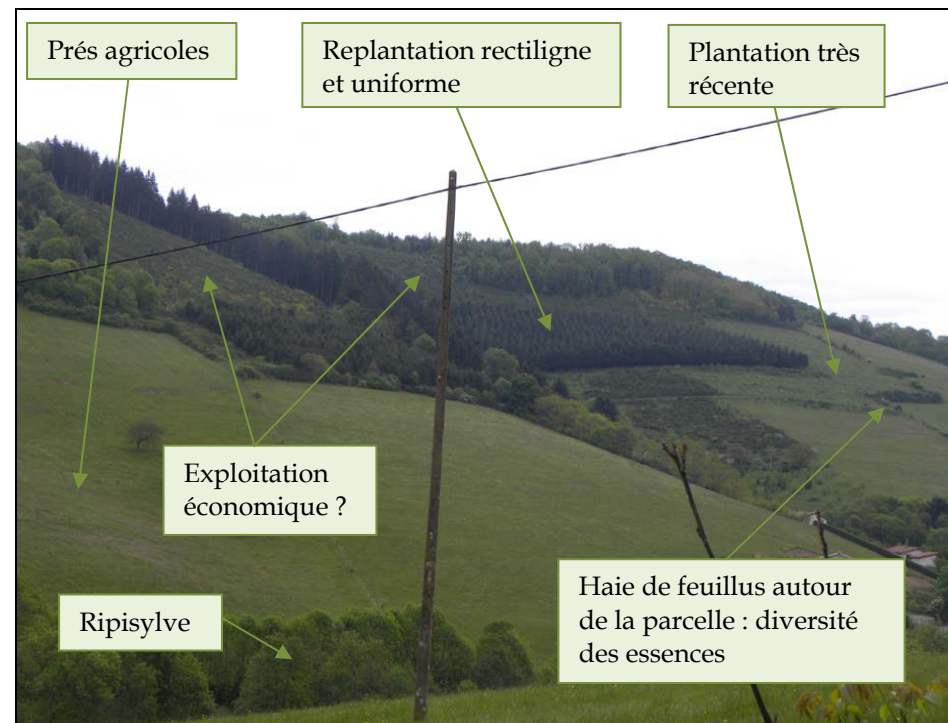 Prés agricoles
Replantation rectiligne
et uniforme
Plantation très
récente
Exploitation
économique ?
Ripisylve
Haie de feuillus autour
de la parcelle : diversité
des essences